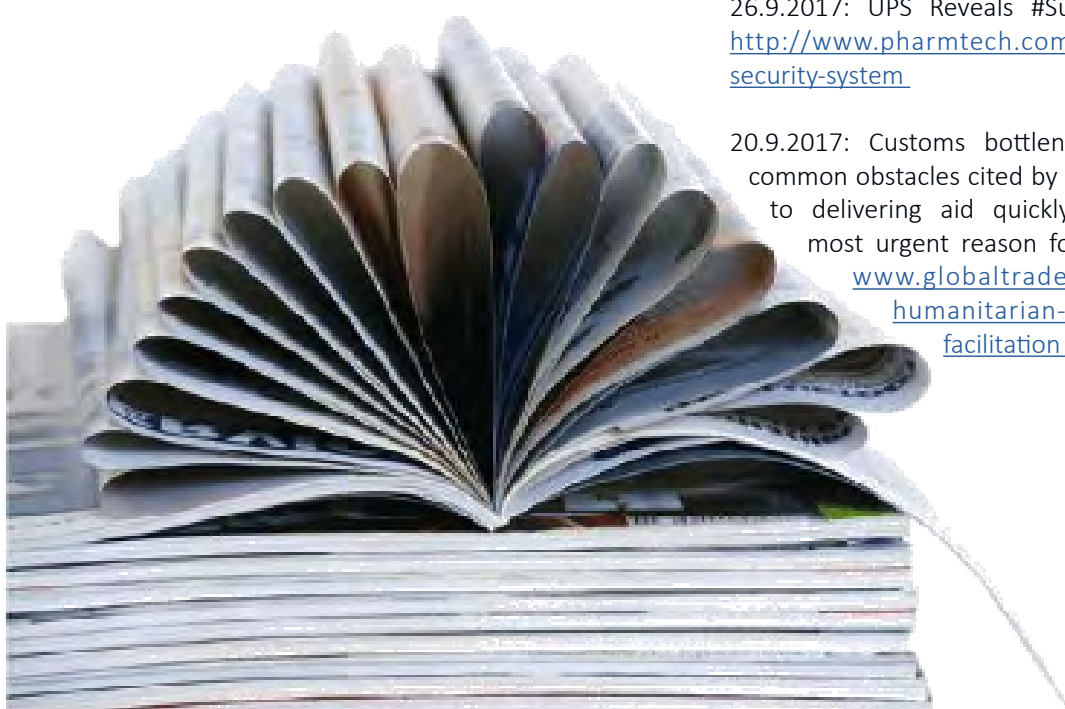 26.9.2017: UPS Reveals #Su
http://www.pharmtech.com
security-system
20.9.2017: Customs bottlen
common obstacles cited by
to delivering aid quickly
most urgent reason fo
www.globaltrade
humanitarian-
facilitation